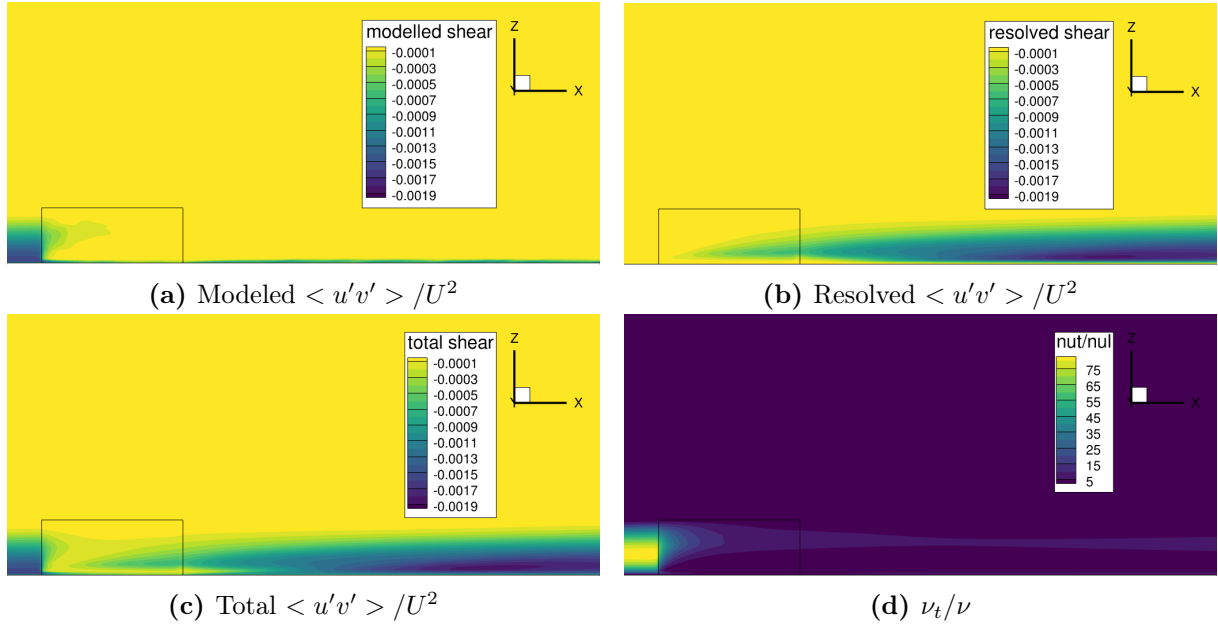 modelled shear
-0.0001
-0.0003
-0.0005
-0.0007
-0.0009
-0.0011
-0.0013
-0.0015
-0.0017
-0.0019
Z
Y
X
(a) Modeled < u'v' > /U²
resolved shear
-0.0001
-0.0003
-0.0005
-0.0007
-0.0009
-0.0011
-0.0013
-0.0015
-0.0017
-0.0019
Z
Y
X
(b) Resolved < u'v' > /U²
total shear
-0.0001
-0.0003
-0.0005
-0.0007
-0.0009
-0.0011
-0.0013
-0.0015
-0.0017
-0.0019
Z
Y
X
(c) Total < u'v' > /U²
nut/nul
75
65
55
45
35
25
15
5
Z
Y
X
(d) νt/ν